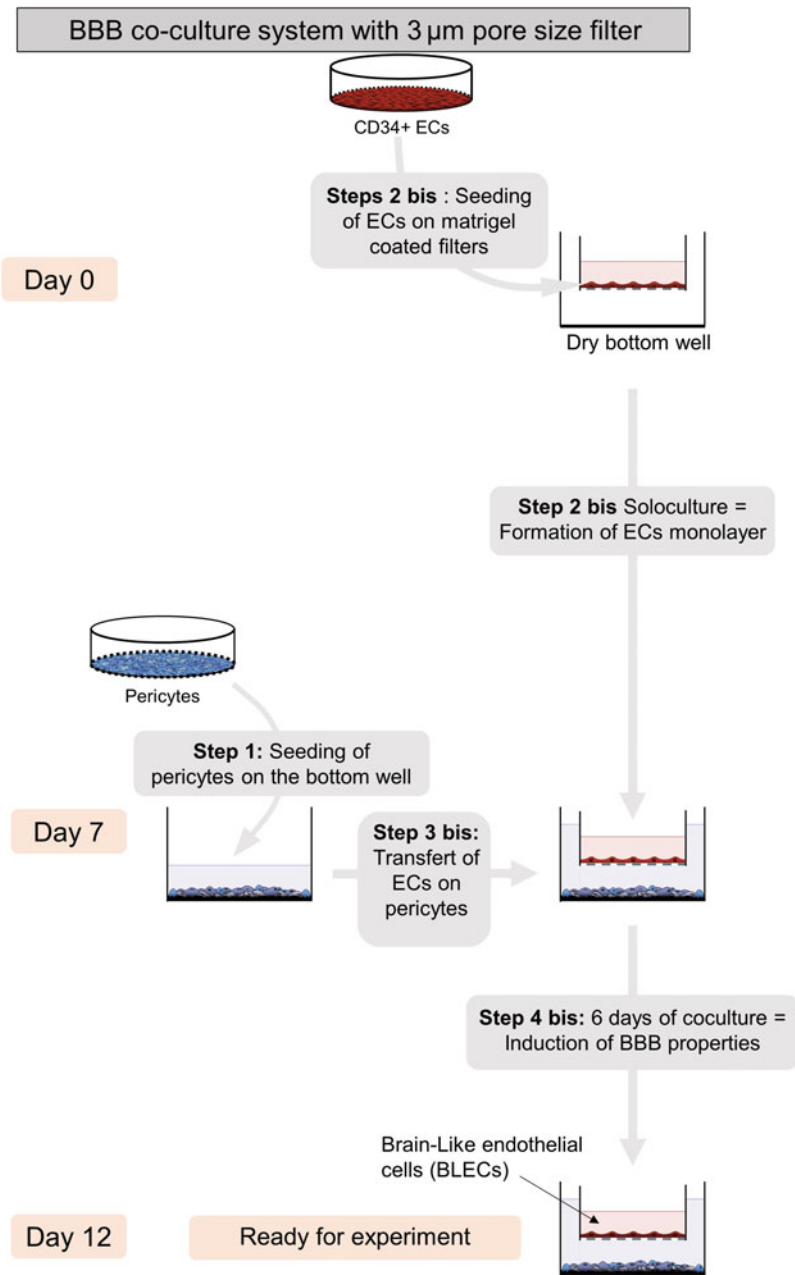 BBB co-culture system with 3 µm pore size filter
CD34+ ECs
Steps 2 bis : Seeding
of ECs on matrigel
coated filters
Day 0
Dry bottom well
Step 2 bis Soloculture =
Formation of ECs monolayer
Pericytes
Step 1: Seeding of
pericytes on the bottom well
Day 7
Step 3 bis:
Transfert of
ECs on
pericytes
Step 4 bis: 6 days of coculture =
Induction of BBB properties
Brain-Like endothelial
cells (BLECs)
Day 12
Ready for experiment